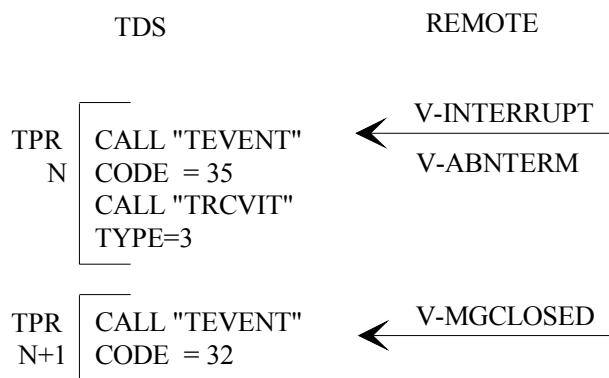 TDS REMOTE
V-INTERRUPT
TPR CALL "TEVENT"
N CODE = 35 V-ABNTERM
CALL "TRCVIT"
TYPE=3
TPR CALL "TEVENT" V-MGCLOSED
N+1 CODE = 32